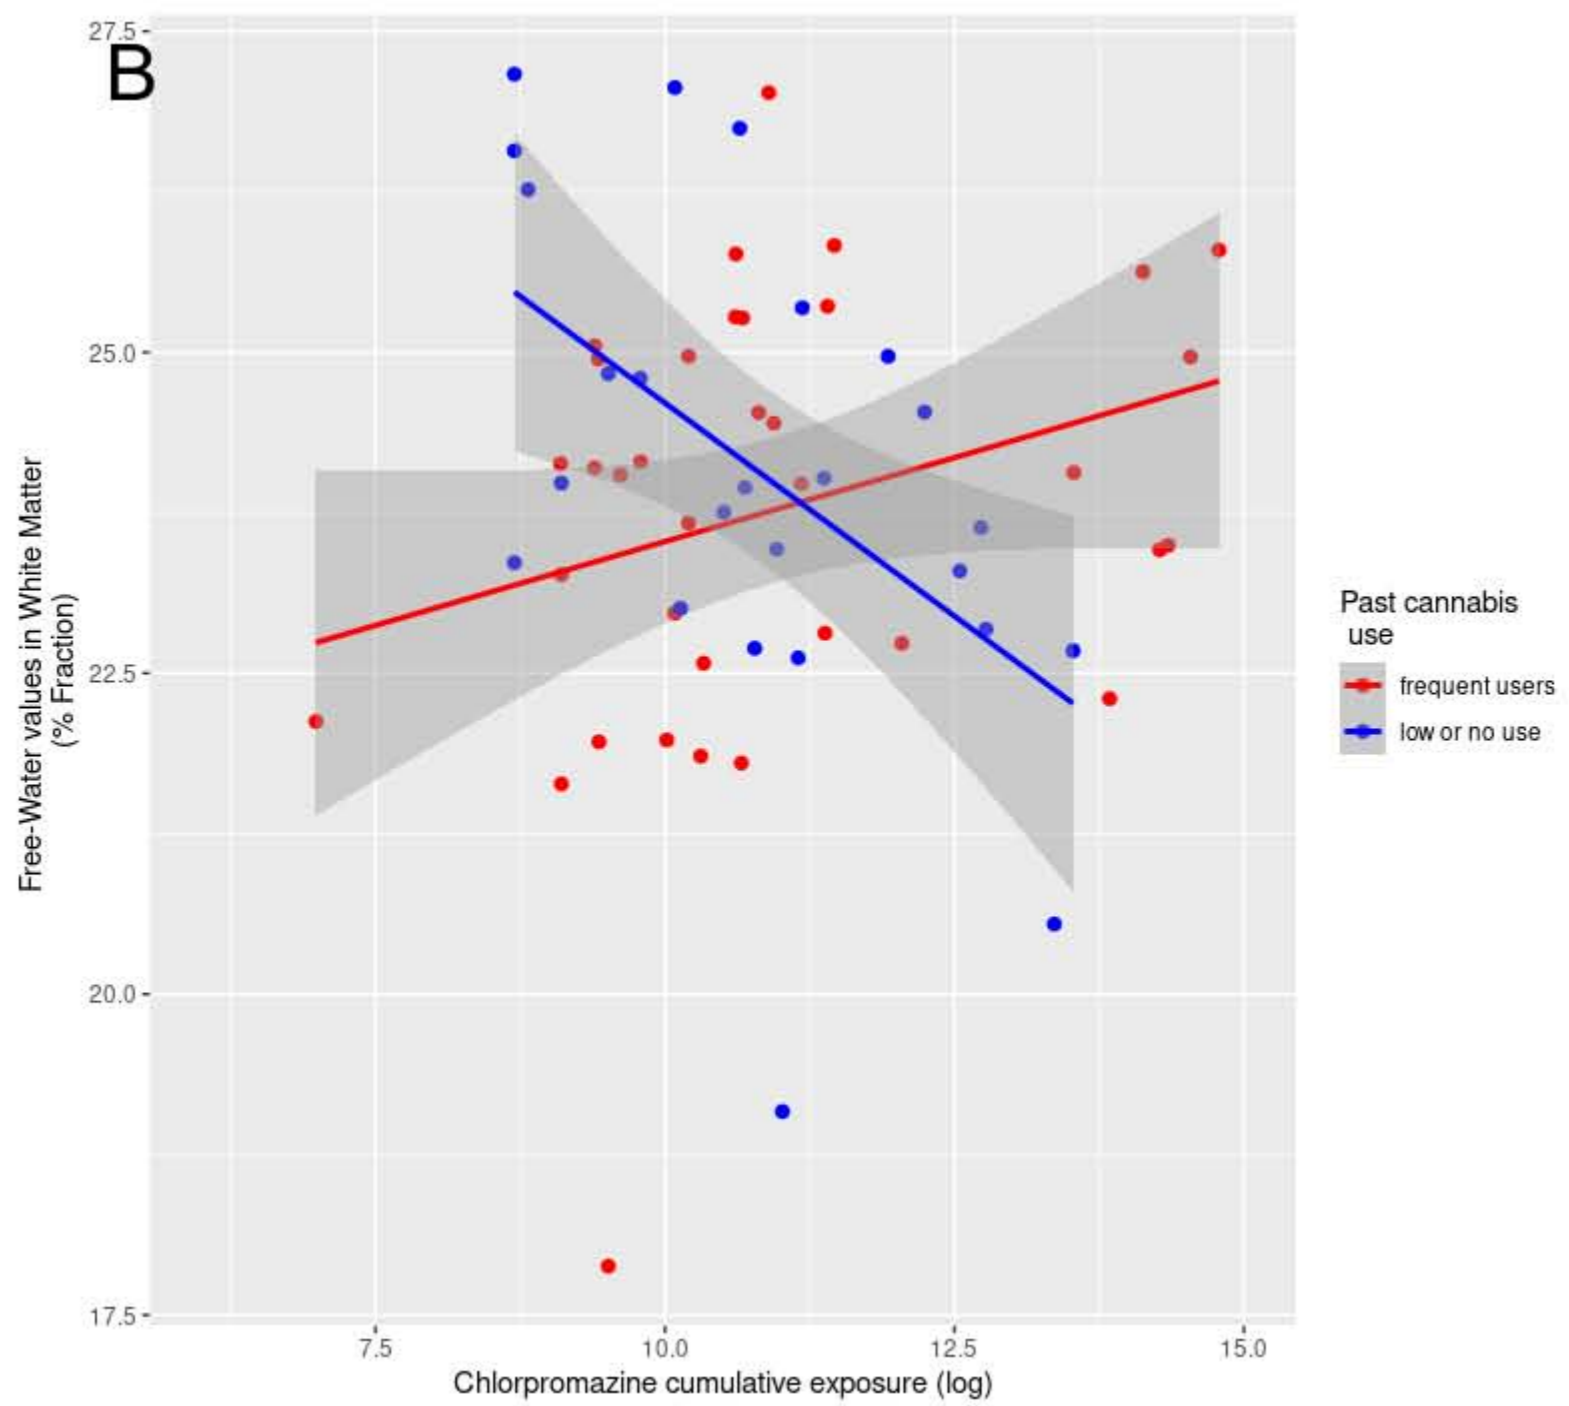 B
27.5
25.0
22.5
20.0
17.5
Free-Water values in White Matter
(% Fraction)
7.5
10.0
12.5
15.0
Chlorpromazine cumulative exposure (log)
Past cannabis
use
frequent users
low or no use